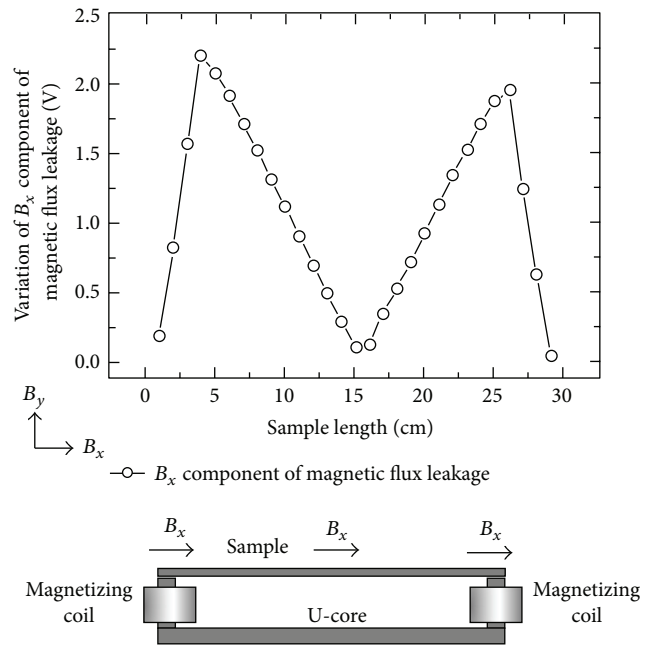 Variation of Bx component of
magnetic flux leakage (V)
2.5
2.0
1.5
1.0
0.5
0.0
0 5 10 15 20 25 30
Sample length (cm)
By
Bx
Bx component of magnetic flux leakage
Bx Bx Bx
Sample
Magnetizing
coil
U-core
Magnetizing
coil